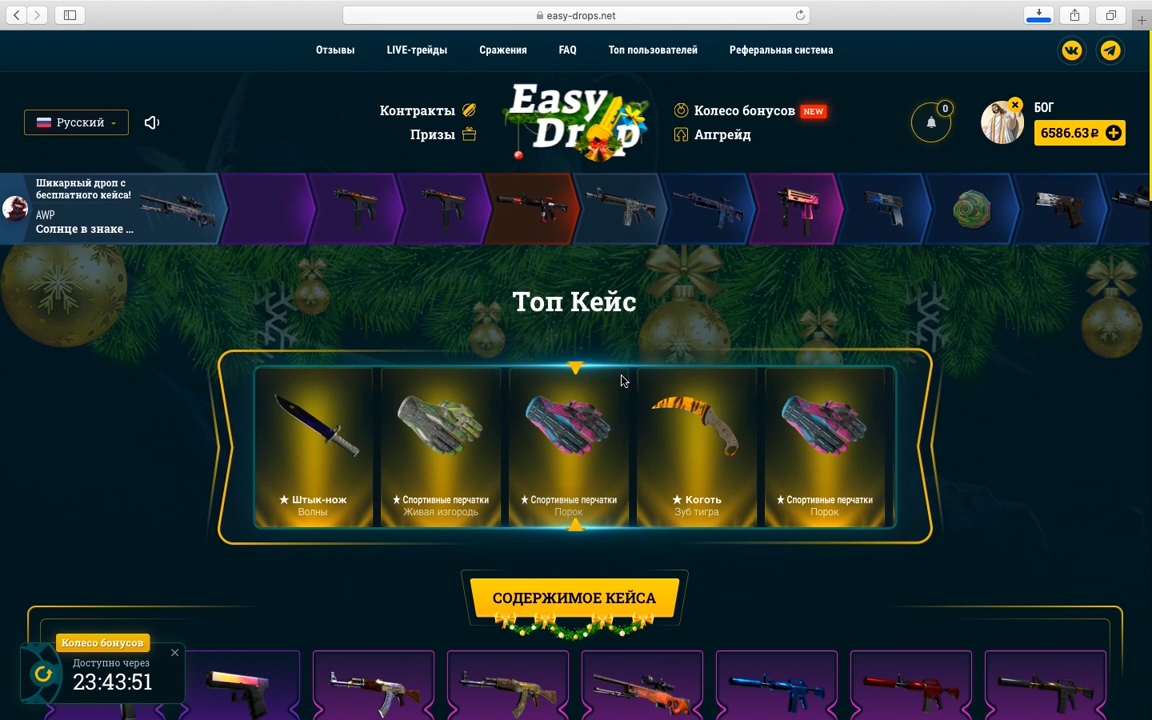 easy-drops.net
Отзывы LIVE-трейды Сражения FAQ Топ пользователей Реферальная система
Русский
Контракты
Призы
Easy
Drop
Колесо бонусов NEW
Апгрейд
0
БОГ
6586.63₽
Шикарный дроп с
бесплатного кейса!
AWP
Солнце в знаке ...
Топ Кейс
★ Штык-нож
Волны
★ Спортивные перчатки
Живая изгородь
★ Спортивные перчатки
Порок
★ Коготь
Зуб тигра
★ Спортивные перчатки
Порок
СОДЕРЖИМОЕ КЕЙСА
Колесо бонусов
Доступно через
23:43:51